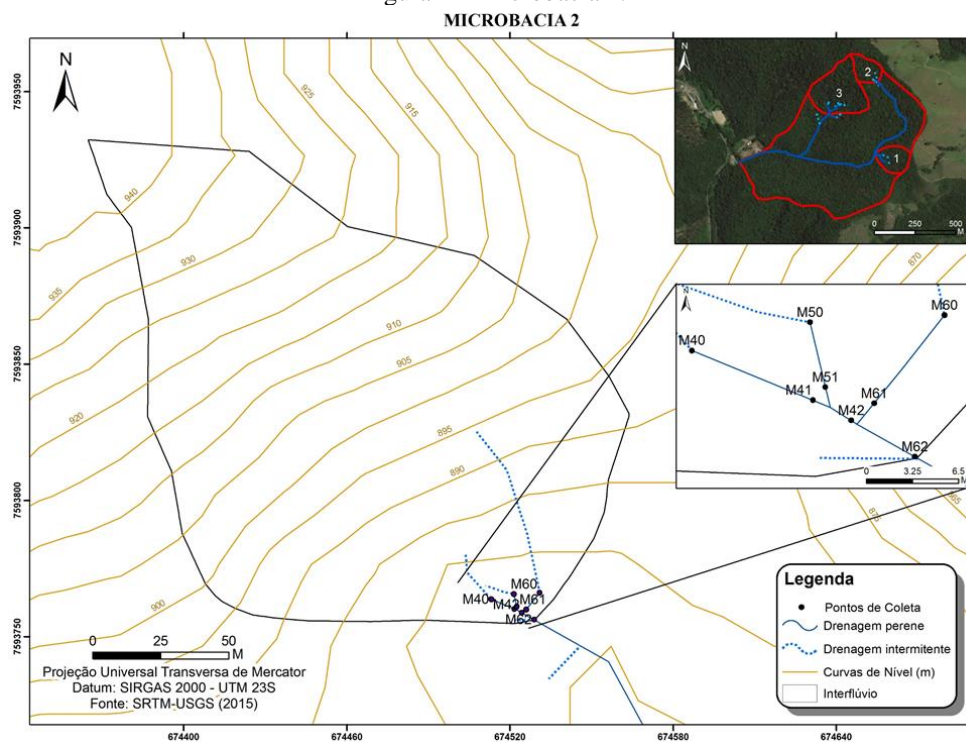 MICROBACIA 2
N
7593950
7593900
7593850
7593800
7593750
940
935
930
925
920
915
910
905
900
895
890
870
875
M40
M42
M60
M61
M62
N
1
2
3
0 250 500
M
N
M40
M50
M60
M51
M41
M42
M61
M62
0 3.25 6.5
M
0 25 50
M
Projeção Universal Transversa de Mercator
Datum: SIRGAS 2000 - UTM 23S
Fonte: SRTM-USGS (2015)
Legenda
Pontos de Coleta
Drenagem perene
Drenagem intermitente
Curvas de Nível (m)
Interflúvio
674400
674460
674520
674580
674640